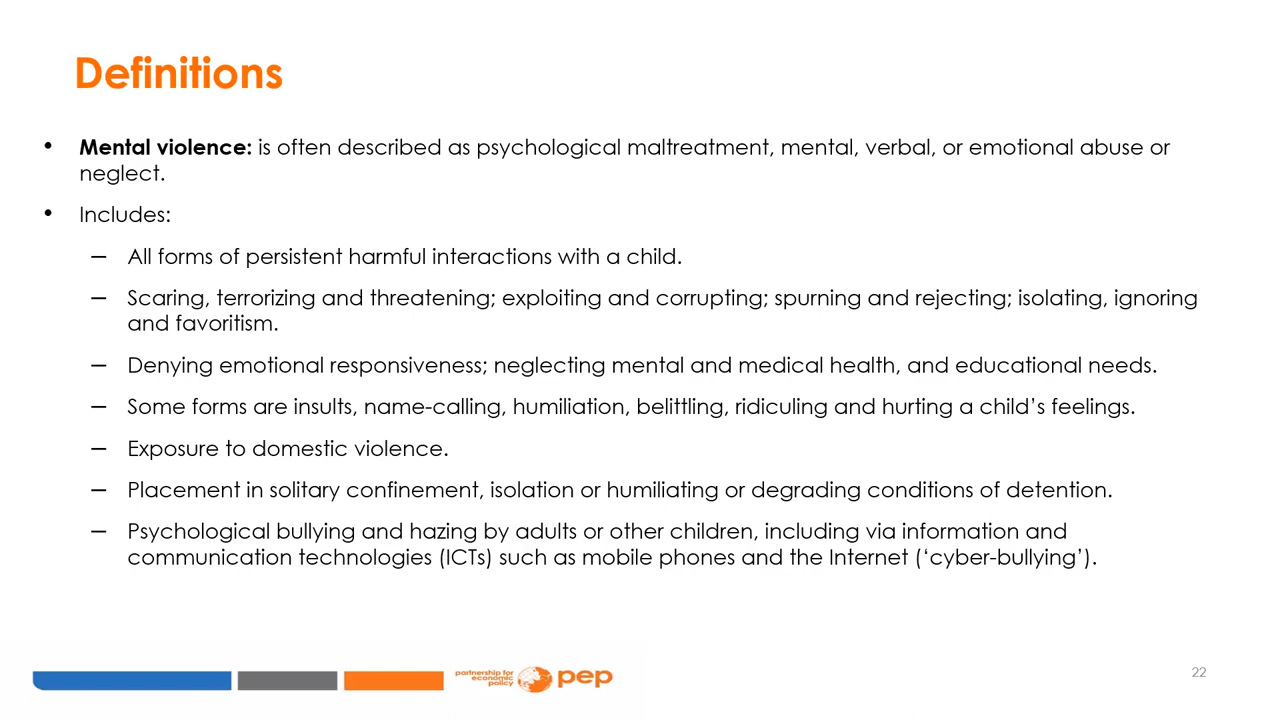 Definitions
• Mental violence: is often described as psychological maltreatment, mental, verbal, or emotional abuse or
neglect.
• Includes:
– All forms of persistent harmful interactions with a child.
– Scaring, terrorizing and threatening; exploiting and corrupting; spurning and rejecting; isolating, ignoring
and favoritism.
– Denying emotional responsiveness; neglecting mental and medical health, and educational needs.
– Some forms are insults, name-calling, humiliation, belittling, ridiculing and hurting a child’s feelings.
– Exposure to domestic violence.
– Placement in solitary confinement, isolation or humiliating or degrading conditions of detention.
– Psychological bullying and hazing by adults or other children, including via information and
communication technologies (ICTs) such as mobile phones and the Internet (‘cyber-bullying’).
partnership for
economic
policy
pep
22